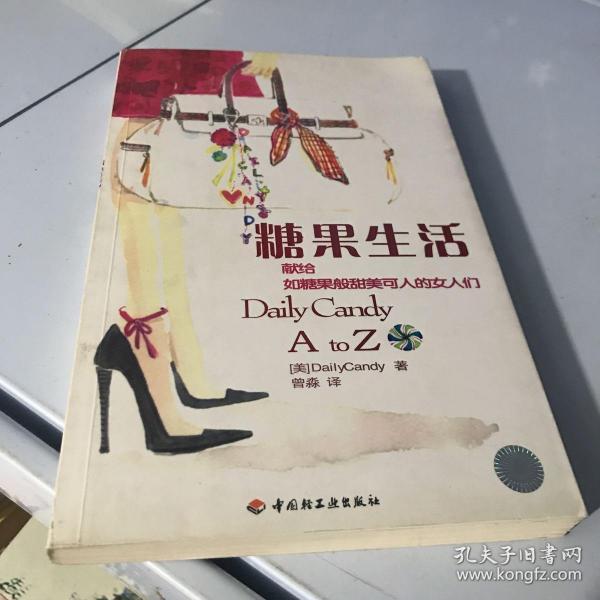 DAILY CANDY
糖果生活
献给
如糖果般甜美可人的女人们
Daily Candy
A to Z
[美]DailyCandy 著
曾淼 译
中国轻工业出版社
孔夫子旧书网
www.kongfz.com